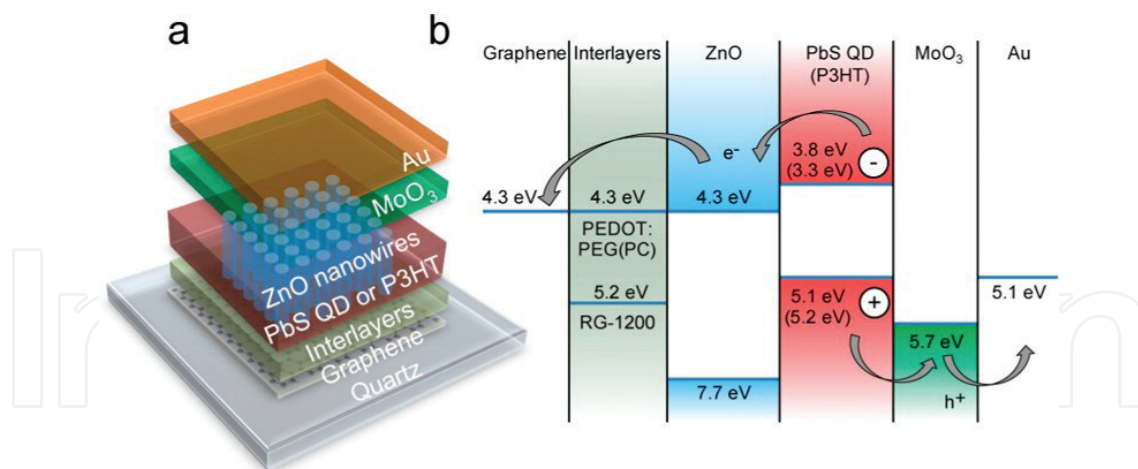 a
Au
MoO₃
ZnO nanowires
PbS QD or P3HT
Interlayers
Graphene
Quartz
b
Graphene Interlayers ZnO PbS QD MoO₃ Au
(P3HT)
e⁻
3.8 eV
(3.3 eV)
-
4.3 eV 4.3 eV 4.3 eV
PEDOT:
PEG(PC)
5.2 eV
RG-1200
7.7 eV
5.1 eV
(5.2 eV)
+
5.7 eV
h⁺
5.1 eV